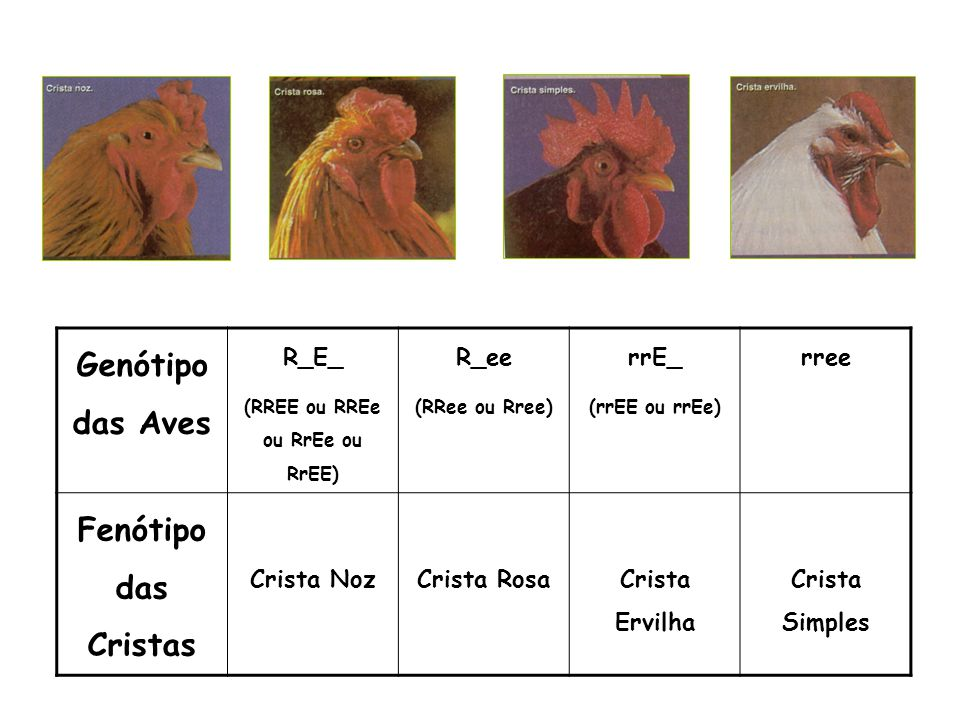 Crista noz.
Crista rosa.
Crista simples.
Crista ervilha.
Genótipo
das Aves
R_E_
(RREE ou RREe
ou RrEe ou
RrEE)
R_ee
(RRee ou Rree)
rrE_
(rrEE ou rrEe)
rree
Fenótipo
das
Cristas
Crista Noz
Crista Rosa
Crista
Ervilha
Crista
Simples